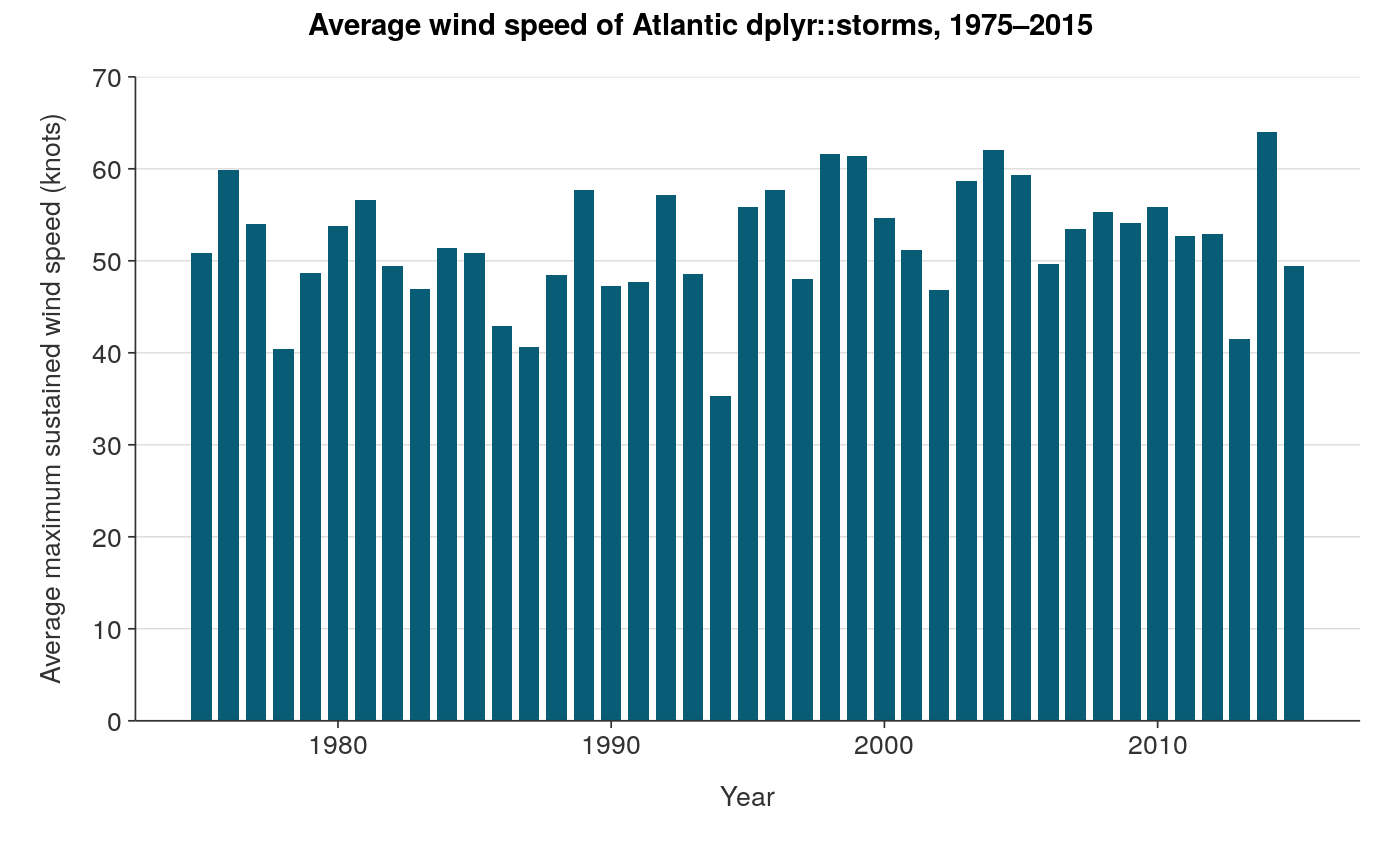 Average wind speed of Atlantic dplyr::storms, 1975–2015
Average maximum sustained wind speed (knots)
70
60
50
40
30
20
10
0
1980 1990 2000 2010
Year